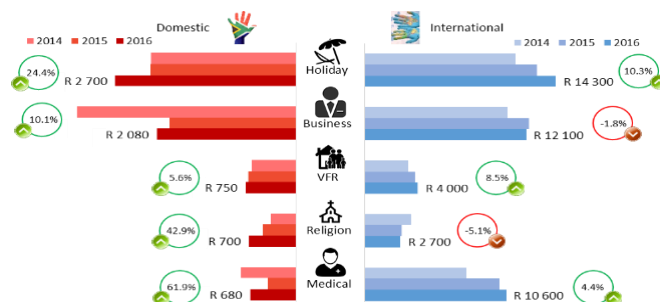 Domestic
International
2014 2015 2016
2014 2015 2016
24.4%
R 2 700
Holiday
R 14 300
10.3%
10.1%
R 2 080
Business
R 12 100
-1.8%
5.6%
R 750
VFR
R 4 000
8.5%
42.9%
R 700
Religion
R 2 700
-5.1%
61.9%
R 680
Medical
R 10 600
4.4%